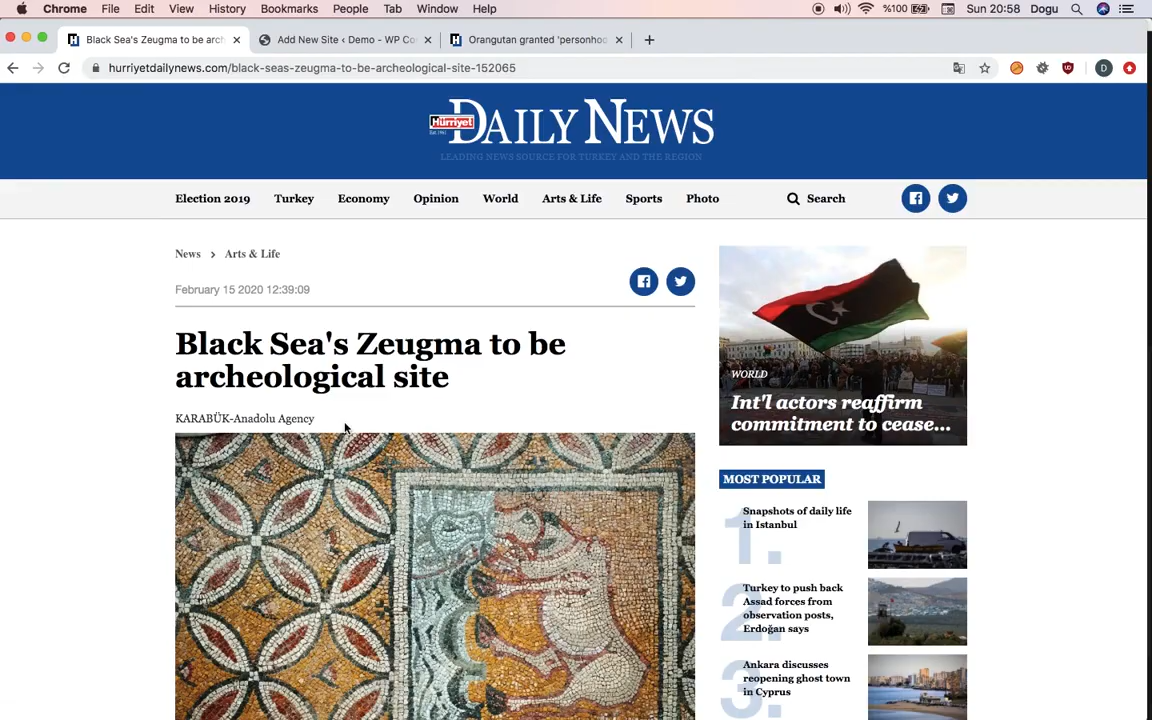 Chrome File Edit View History Bookmarks People Tab Window Help %100 Sun 20:58 Dogu
Black Sea's Zeugma to be arch
Add New Site ‹ Demo - WP Co
Orangutan granted 'personhoo
hurriyetdailynews.com/black-seas-zeugma-to-be-archeological-site-152065
D
Hürriyet
DAILY NEWS
LEADING NEWS SOURCE FOR TURKEY AND THE REGION
Election 2019 Turkey Economy Opinion World Arts & Life Sports Photo Search
News > Arts & Life
February 15 2020 12:39:09
Black Sea's Zeugma to be
archeological site
KARABÜK-Anadolu Agency
WORLD
Int'l actors reaffirm
commitment to cease...
MOST POPULAR
1.
Snapshots of daily life
in Istanbul
2.
Turkey to push back
Assad forces from
observation posts,
Erdoğan says
3.
Ankara discusses
reopening ghost town
in Cyprus